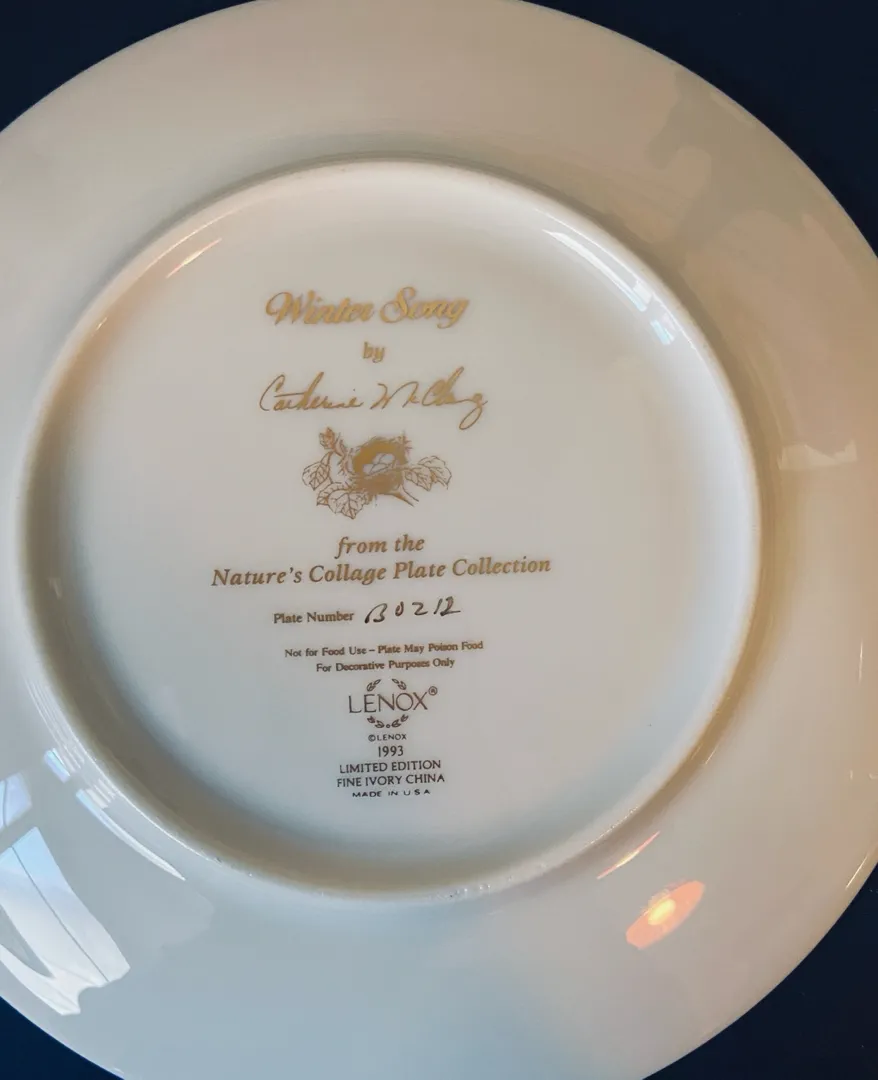 Winter Song
by
Catherine McClung
from the
Nature's Collage Plate Collection
Plate Number B0212
Not for Food Use – Plate May Poison Food
For Decorative Purposes Only
LENOX®
©LENOX
1993
LIMITED EDITION
FINE IVORY CHINA
MADE IN USA